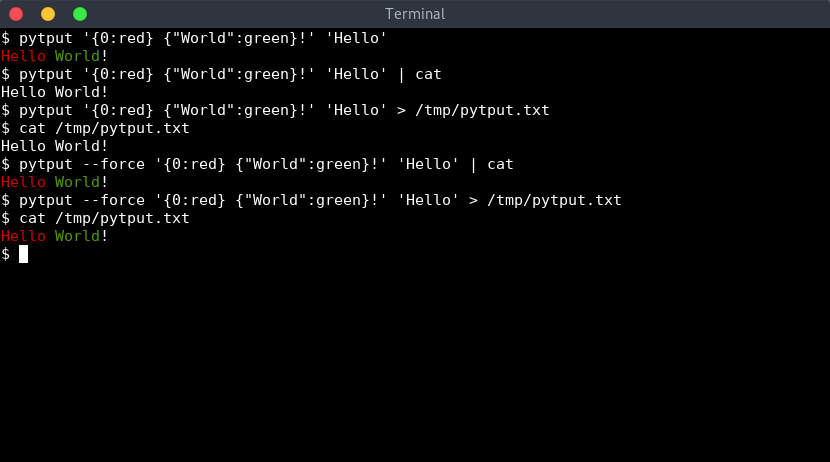 Terminal
$ pytput '{0:red} {"World":green}!' 'Hello'
Hello World!
$ pytput '{0:red} {"World":green}!' 'Hello' | cat
Hello World!
$ pytput '{0:red} {"World":green}!' 'Hello' > /tmp/pytput.txt
$ cat /tmp/pytput.txt
Hello World!
$ pytput --force '{0:red} {"World":green}!' 'Hello' | cat
Hello World!
$ pytput --force '{0:red} {"World":green}!' 'Hello' > /tmp/pytput.txt
$ cat /tmp/pytput.txt
Hello World!
$